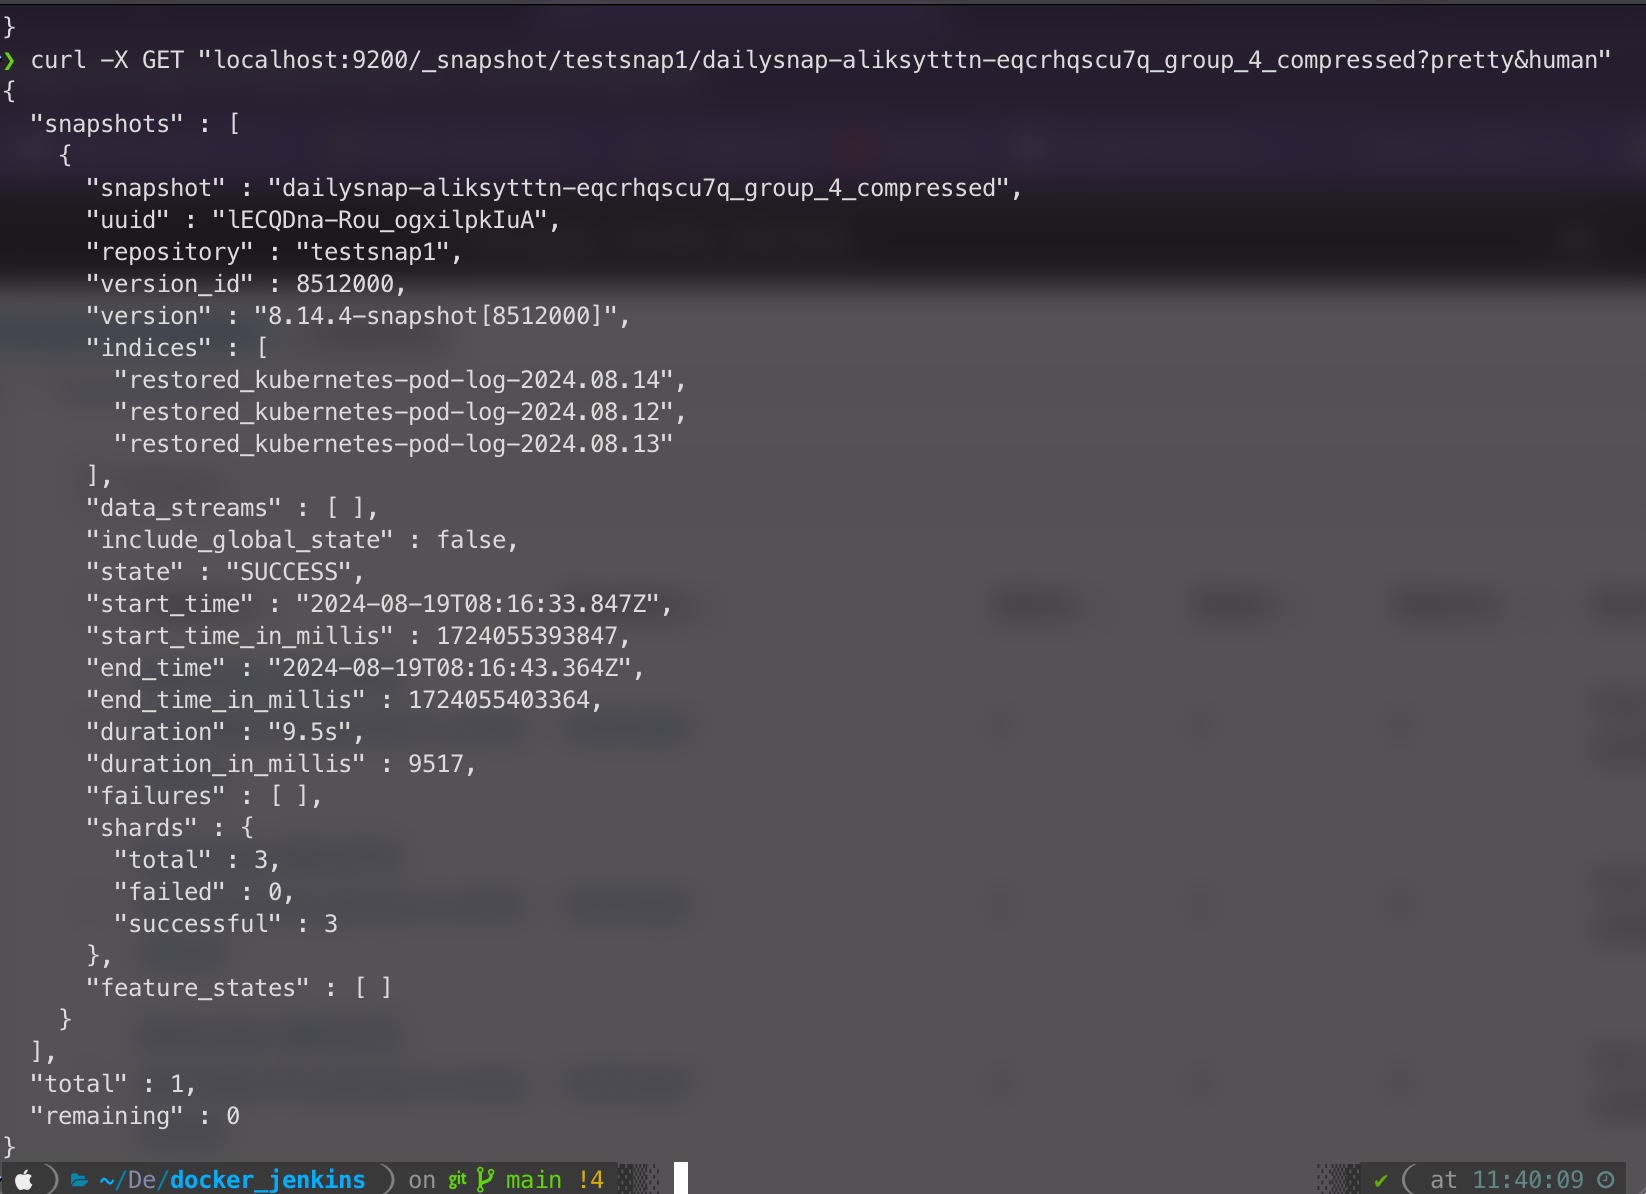 }
❯ curl -X GET "localhost:9200/_snapshot/testsnap1/dailysnap-aliksytttn-eqcrhqscu7q_group_4_compressed?pretty&human"
{
  "snapshots" : [
    {
      "snapshot" : "dailysnap-aliksytttn-eqcrhqscu7q_group_4_compressed",
      "uuid" : "lECQDna-Rou_ogxilpkIuA",
      "repository" : "testsnap1",
      "version_id" : 8512000,
      "version" : "8.14.4-snapshot[8512000]",
      "indices" : [
        "restored_kubernetes-pod-log-2024.08.14",
        "restored_kubernetes-pod-log-2024.08.12",
        "restored_kubernetes-pod-log-2024.08.13"
      ],
      "data_streams" : [ ],
      "include_global_state" : false,
      "state" : "SUCCESS",
      "start_time" : "2024-08-19T08:16:33.847Z",
      "start_time_in_millis" : 1724055393847,
      "end_time" : "2024-08-19T08:16:43.364Z",
      "end_time_in_millis" : 1724055403364,
      "duration" : "9.5s",
      "duration_in_millis" : 9517,
      "failures" : [ ],
      "shards" : {
        "total" : 3,
        "failed" : 0,
        "successful" : 3
      },
      "feature_states" : [ ]
    }
  ],
  "total" : 1,
  "remaining" : 0
}
~/De/docker_jenkins on git main !4 ✔ at 11:40:09